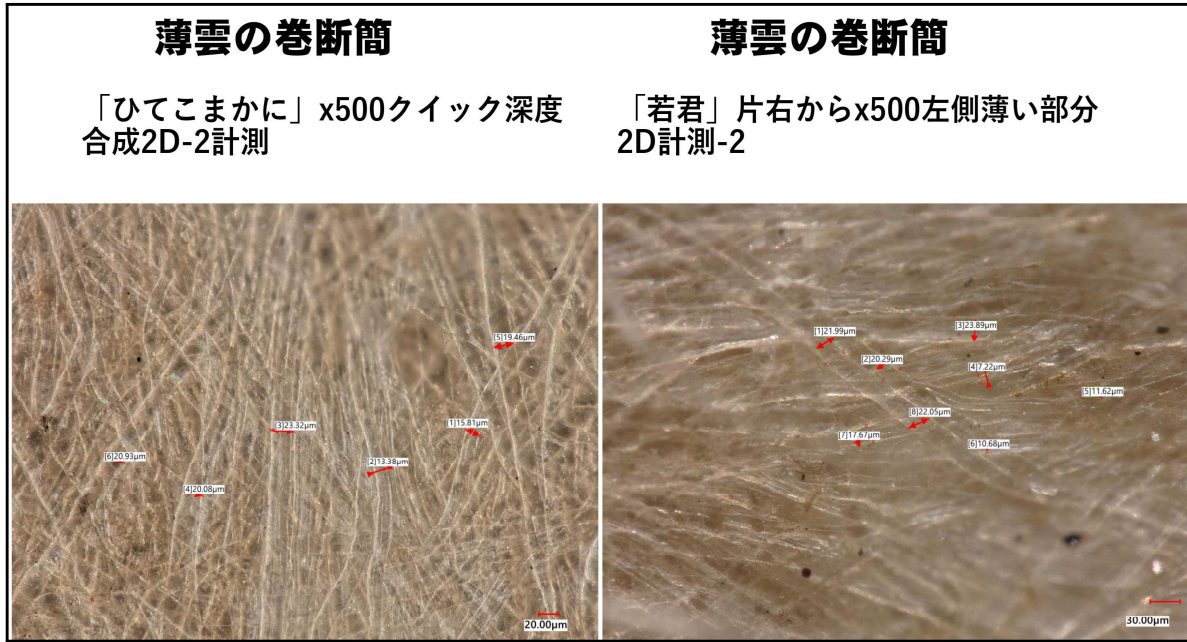 薄雲の巻断簡
「ひてこまかに」x500クイック深度
合成2D-2計測
[5]19.46μm
[3]23.32μm
[1]15.81μm
[6]20.93μm
[2]13.38μm
[4]20.08μm
20.00μm
薄雲の巻断簡
「若君」片右からx500左側薄い部分
2D計測-2
[1]21.99μm
[3]23.89μm
[2]20.29μm
[4]7.22μm
[5]11.62μm
[8]22.05μm
[7]17.67μm
[6]10.68μm
30.00μm